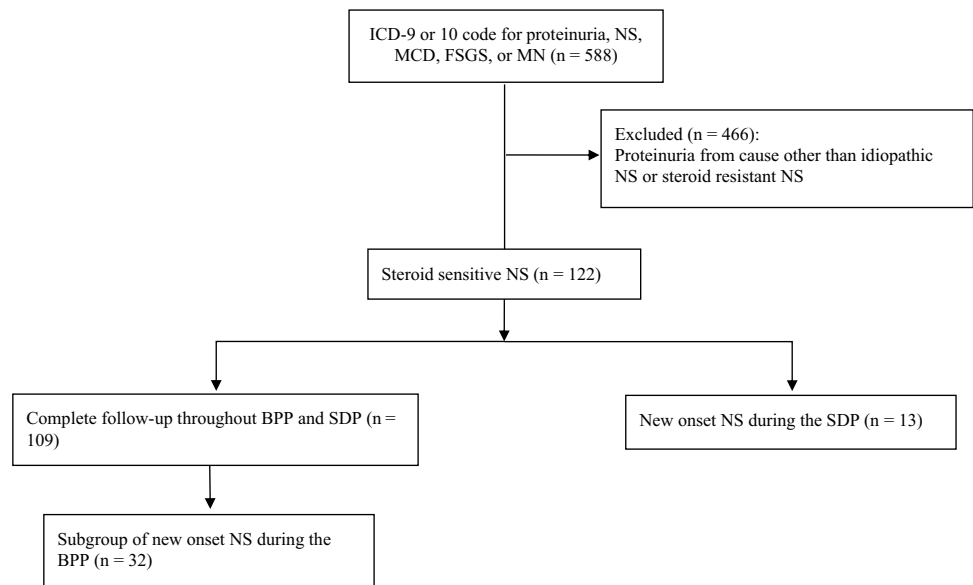 ICD-9 or 10 code for proteinuria, NS,
MCD, FSGS, or MN (n = 588)
Excluded (n = 466):
Proteinuria from cause other than idiopathic
NS or steroid resistant NS
Steroid sensitive NS (n = 122)
Complete follow-up throughout BPP and SDP (n =
109)
New onset NS during the SDP (n = 13)
Subgroup of new onset NS during the
BPP (n = 32)